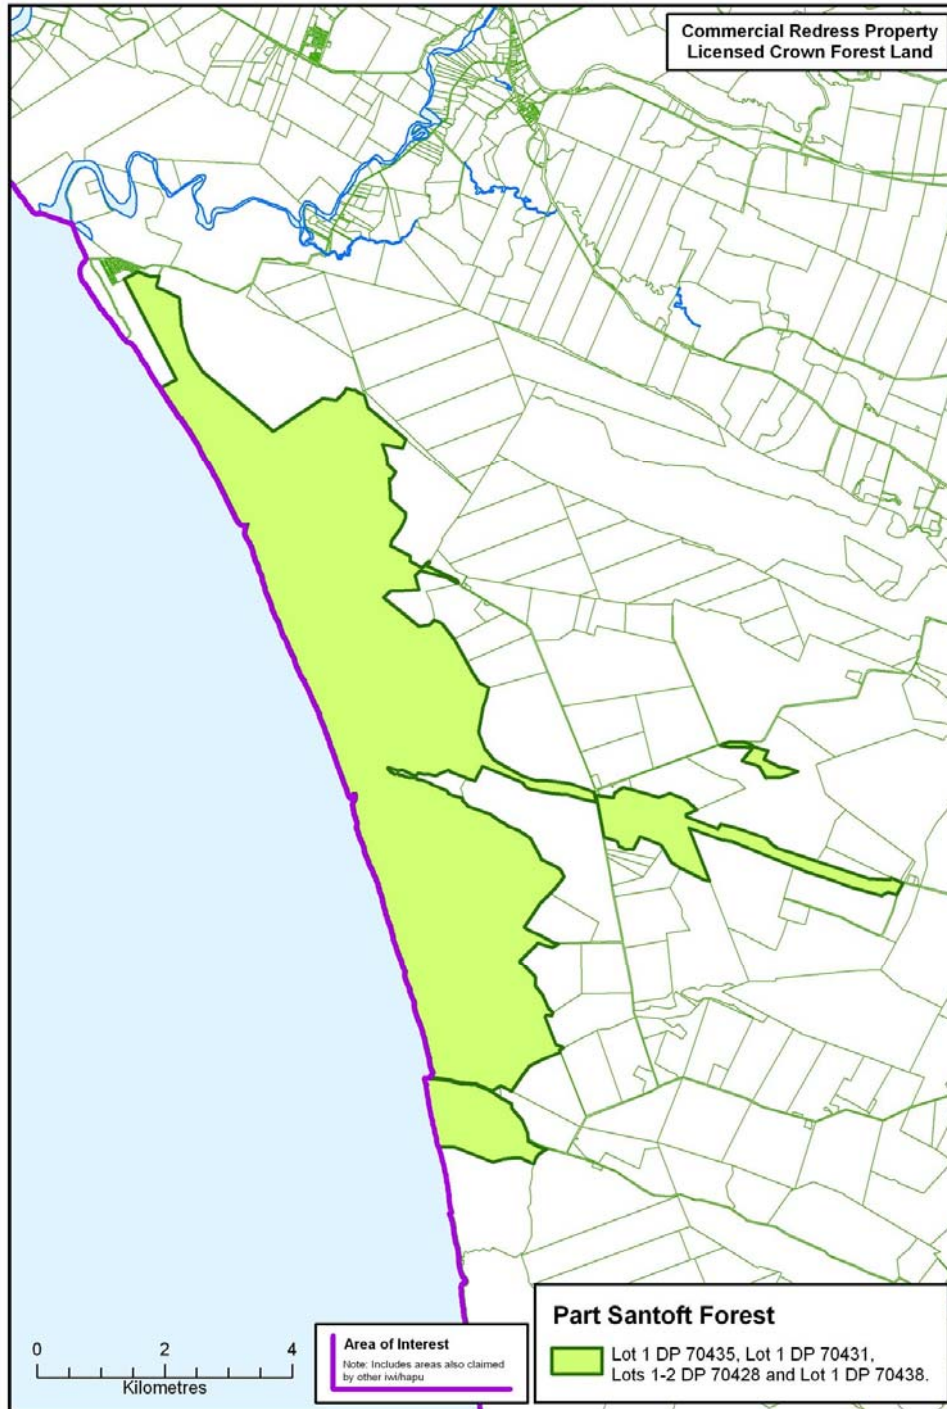 Commercial Redress Property
Licensed Crown Forest Land
0 2 4
Kilometres
Area of Interest
Note: Includes areas also claimed
by other iwi/hapu
Part Santoft Forest
Lot 1 DP 70435, Lot 1 DP 70431,
Lots 1-2 DP 70428 and Lot 1 DP 70438.